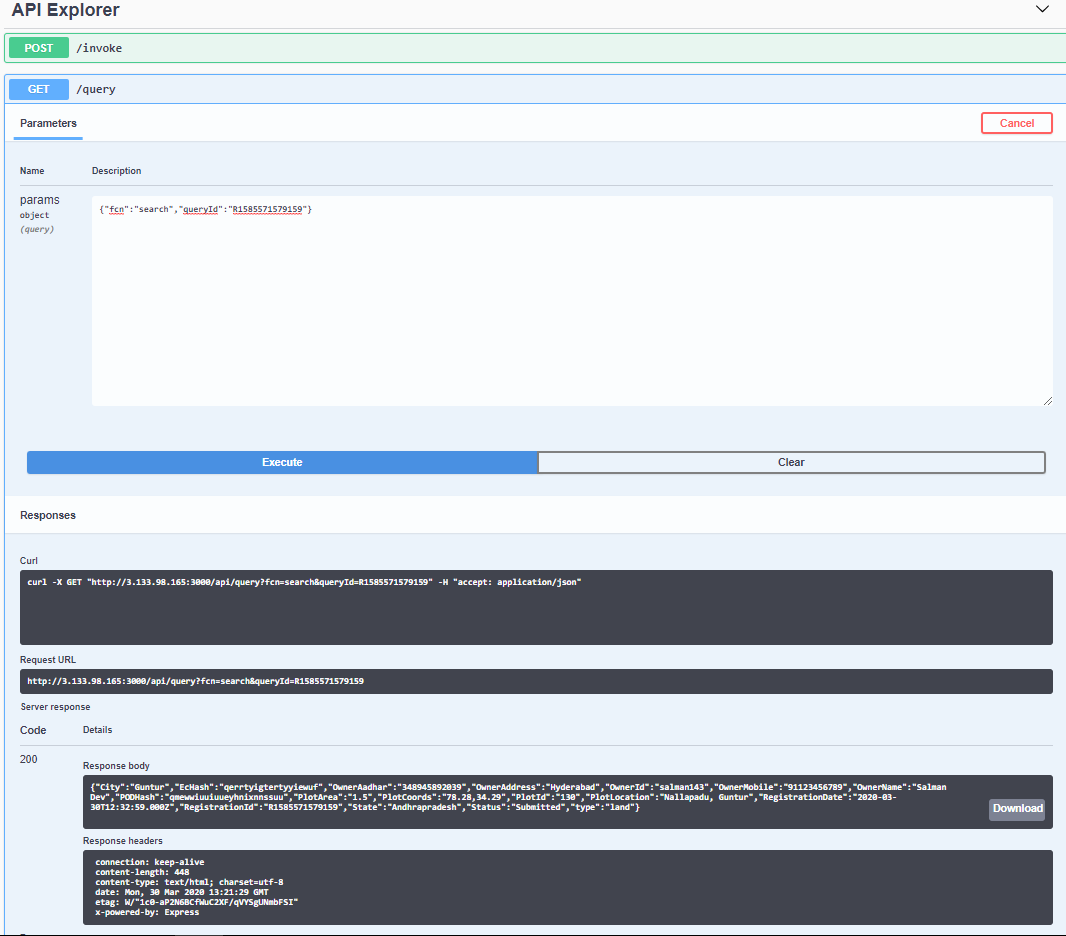 API Explorer
POST /invoke
GET /query
Parameters
Cancel
Name Description
params
object
(query)
{"fcn":"search","queryId":"R1585571579159"}
Execute
Clear
Responses
Curl
curl -X GET "http://3.133.98.165:3000/api/query?fcn=search&queryId=R1585571579159" -H "accept: application/json"
Request URL
http://3.133.98.165:3000/api/query?fcn=search&queryId=R1585571579159
Server response
Code Details
200
Response body
{"City":"Guntur","EcHash":"qerrtyigtertyyiewuf","OwnerAadhar":"348945892039","OwnerAddress":"Hyderabad","OwnerId":"salman143","OwnerMobile":"91123456789","OwnerName":"Salman
Dev","PODHash":"qmewwiuuiuueyhnixnnssuu","PlotArea":"1.5","PlotCoords":"78.28,34.29","PlotId":"130","PlotLocation":"Nallapadu, Guntur","RegistrationDate":"2020-03-
30T12:32:59.000Z","RegistrationId":"R1585571579159","State":"Andhrapradesh","Status":"Submitted","type":"land"}
Download
Response headers
connection: keep-alive
content-length: 448
content-type: text/html; charset=utf-8
date: Mon, 30 Mar 2020 13:21:29 GMT
etag: W/"1c0-aP2N6BCfWuC2XF/qVYSgUNmbFSI"
x-powered-by: Express